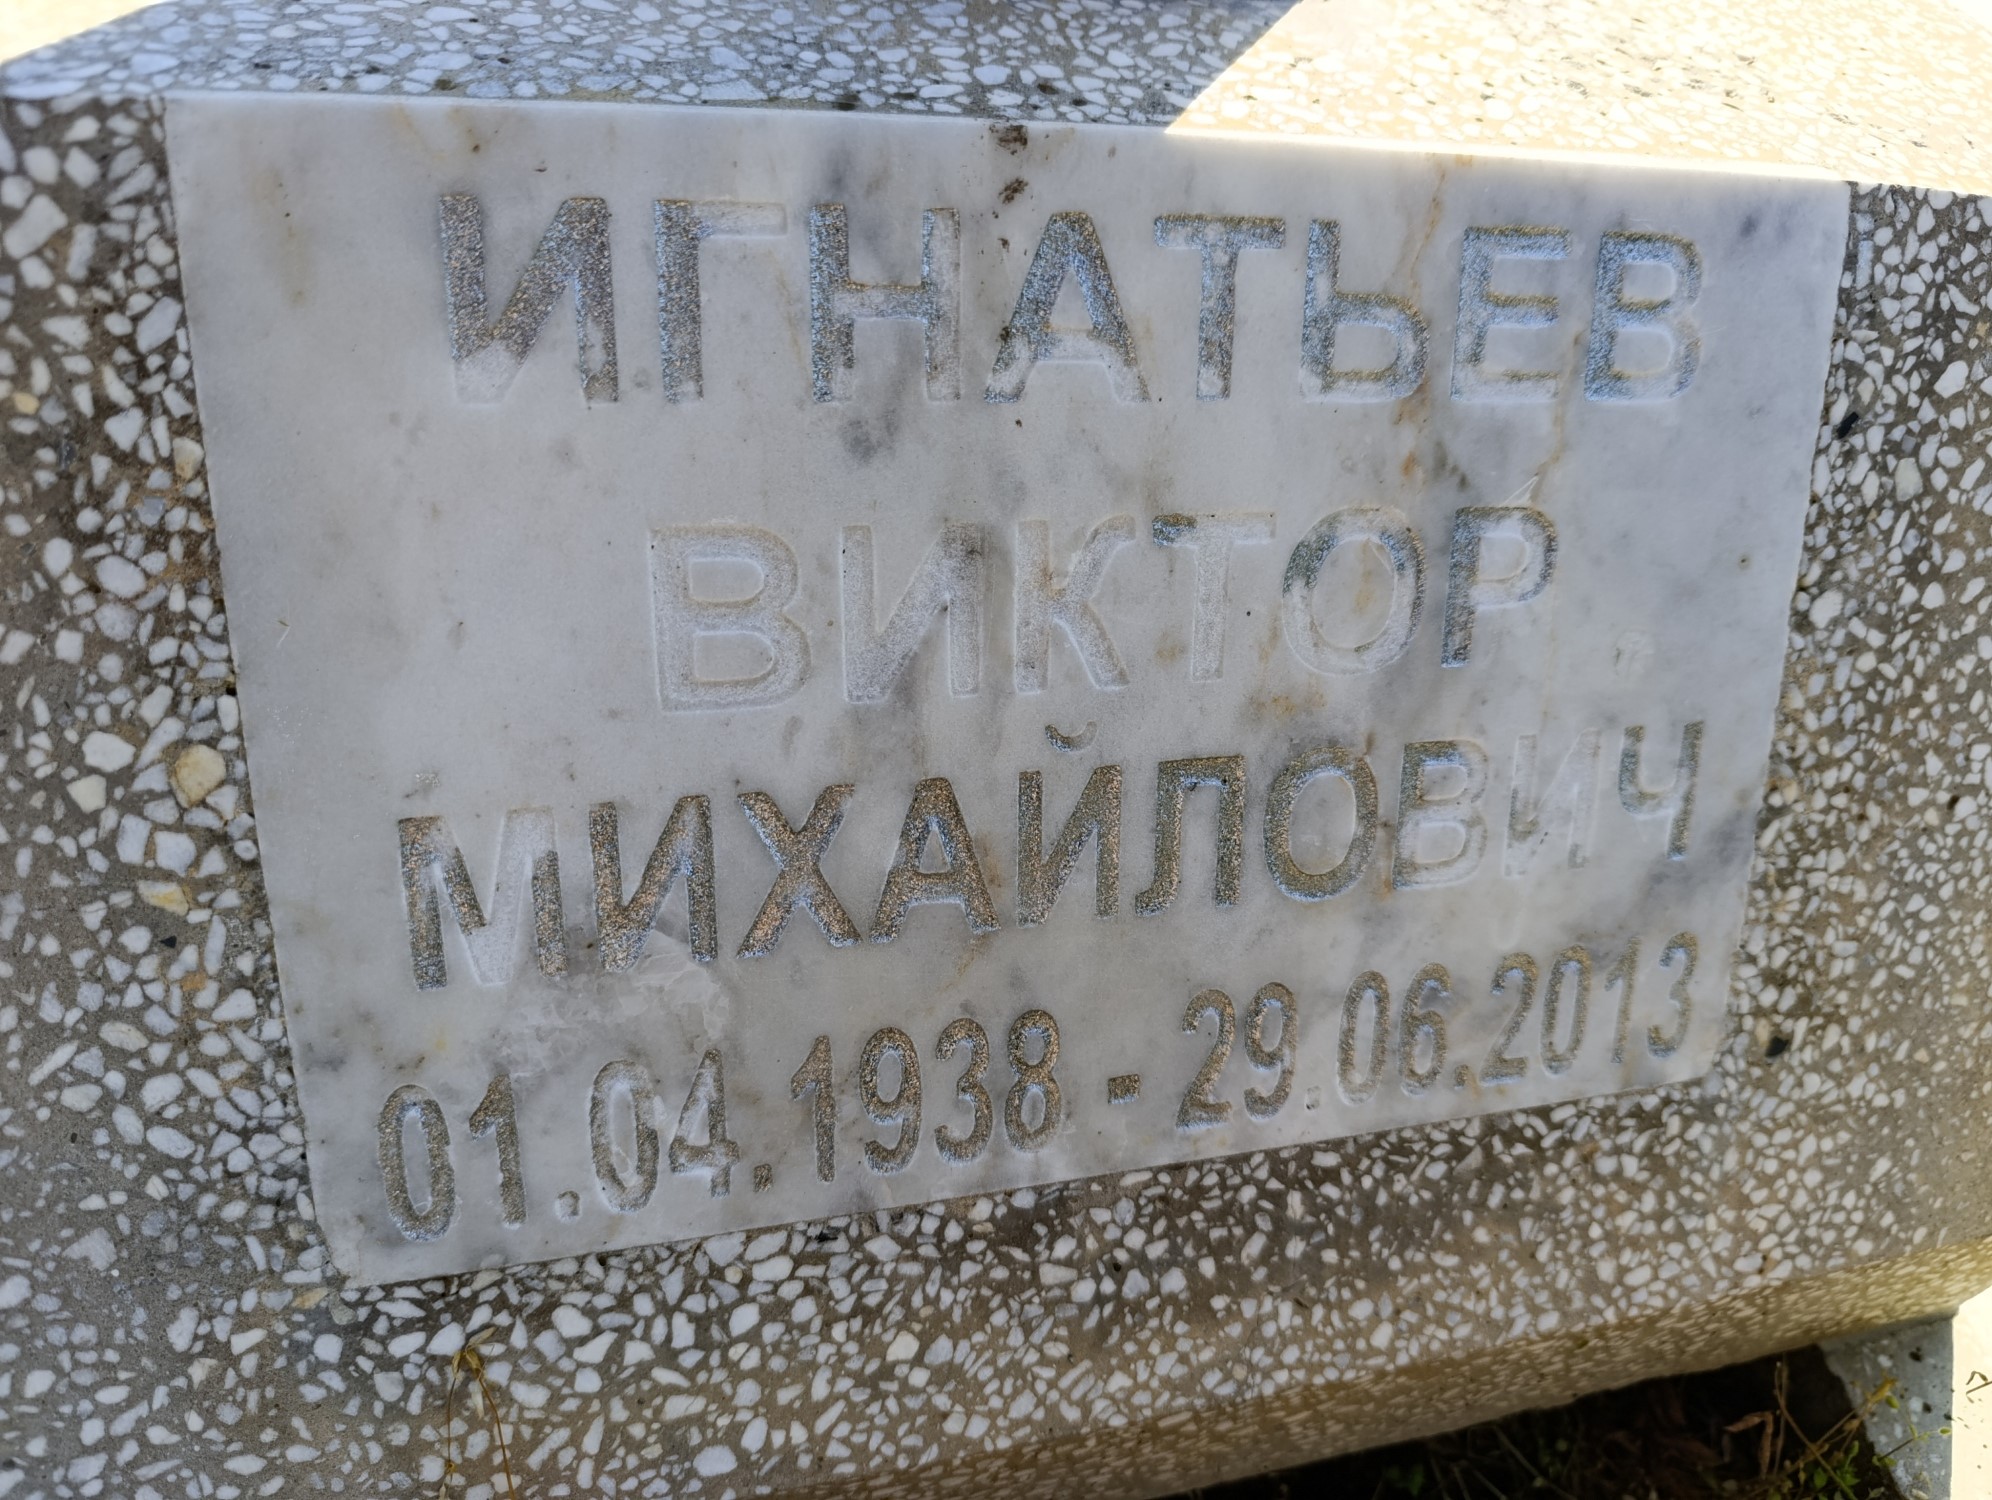 ИГНАТЬЕВ
ВИКТОР
МИХАЙЛОВИЧ
01.04.1938 - 29.06.2013